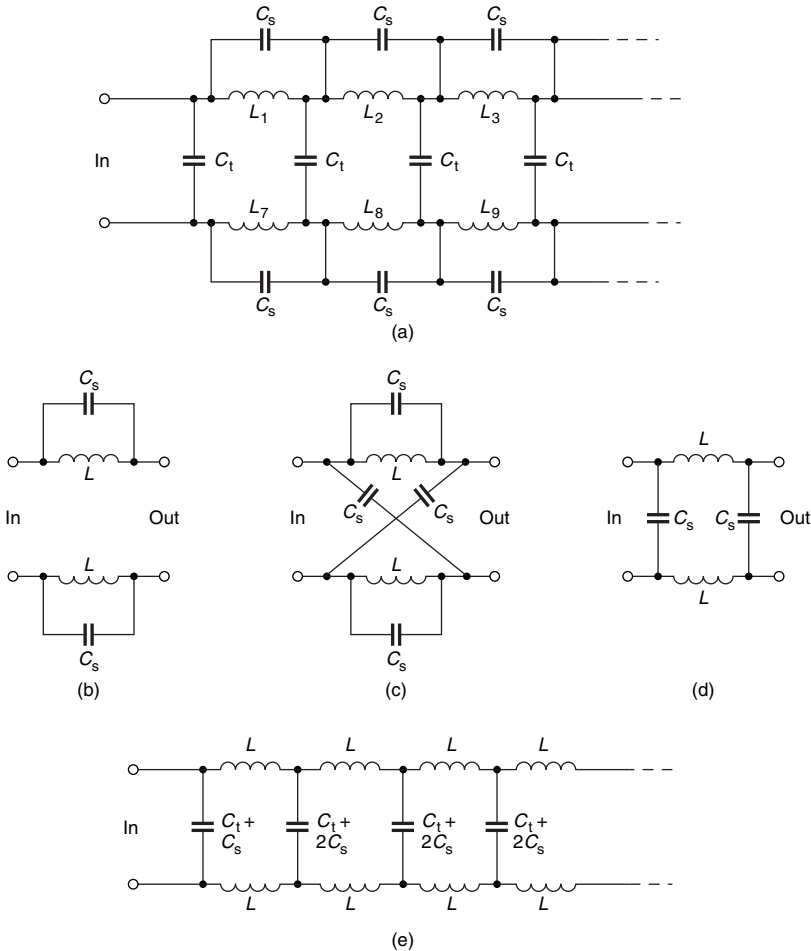 Cs Cs Cs
L1 L2 L3
In Ct Ct Ct Ct
L7 L8 L9
Cs Cs Cs
(a)
Cs
L
In Out
L
Cs
(b)
Cs
L
In Cs Cs Out
L
Cs
(c)
L
In Cs Cs Out
L
(d)
L L L L
In Ct + Ct + Ct + Ct +
Cs 2Cs 2Cs 2Cs
L L L L
(e)